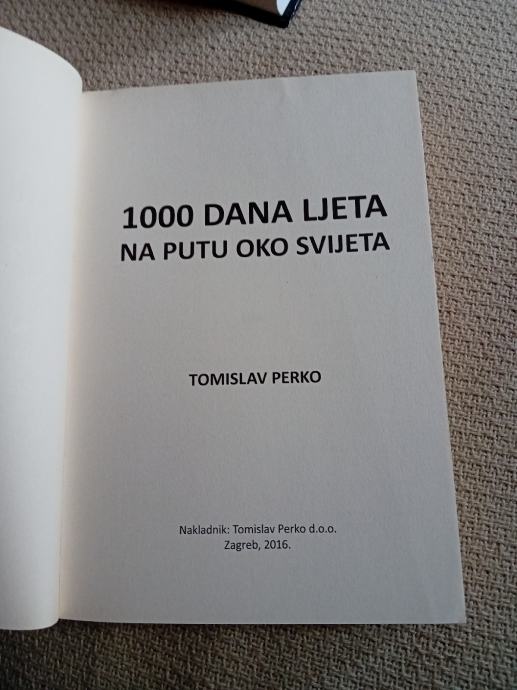 1000 DANA LJETA
NA PUTU OKO SVIJETA
TOMISLAV PERKO
Nakladnik: Tomislav Perko d.o.o.
Zagreb, 2016.